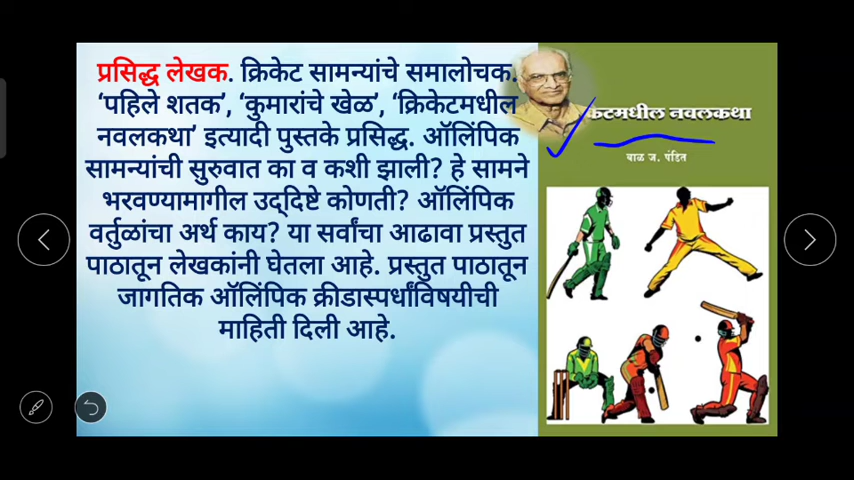 प्रसिद्ध लेखक. क्रिकेट सामन्यांचे समालोचक.
‘पहिले शतक’, ‘कुमारांचे खेळ’, ‘क्रिकेटमधील
नवलकथा’ इत्यादी पुस्तके प्रसिद्ध. ऑलिंपिक
सामन्यांची सुरुवात का व कशी झाली? हे सामने
भरवण्यामागील उद्‌दिष्टे कोणती? ऑलिंपिक
वर्तुळांचा अर्थ काय? या सर्वांचा आढावा प्रस्तुत
पाठातून लेखकांनी घेतला आहे. प्रस्तुत पाठातून
जागतिक ऑलिंपिक क्रीडास्पर्धांविषयीची
माहिती दिली आहे.
केटमधील नवलकथा
बाळ ज. पंडित